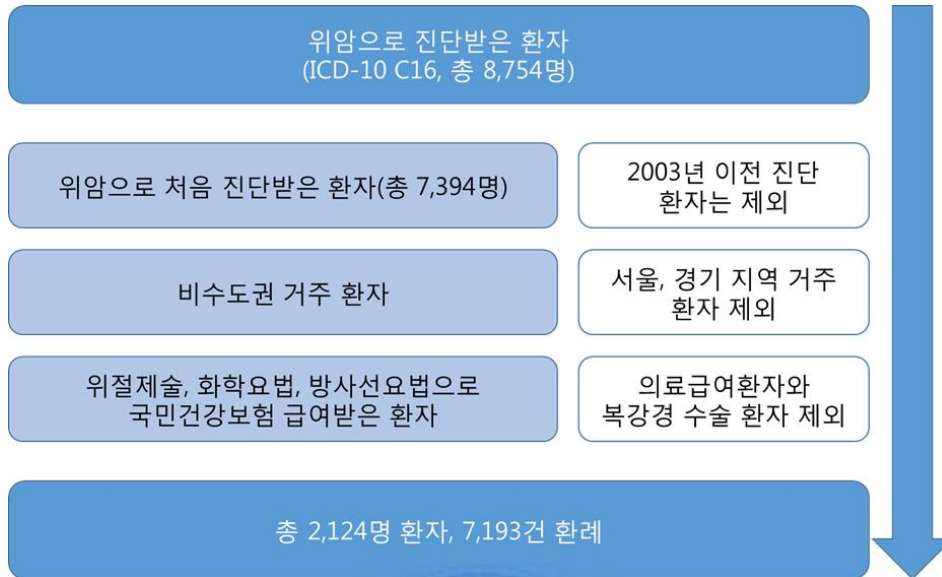 위암으로 진단받은 환자
(ICD-10 C16, 총 8,754명)
위암으로 처음 진단받은 환자(총 7,394명)
2003년 이전 진단
환자는 제외
비수도권 거주 환자
서울, 경기 지역 거주
환자 제외
위절제술, 화학요법, 방사선요법으로
국민건강보험 급여받은 환자
의료급여환자와
복강경 수술 환자 제외
총 2,124명 환자, 7,193건 환례